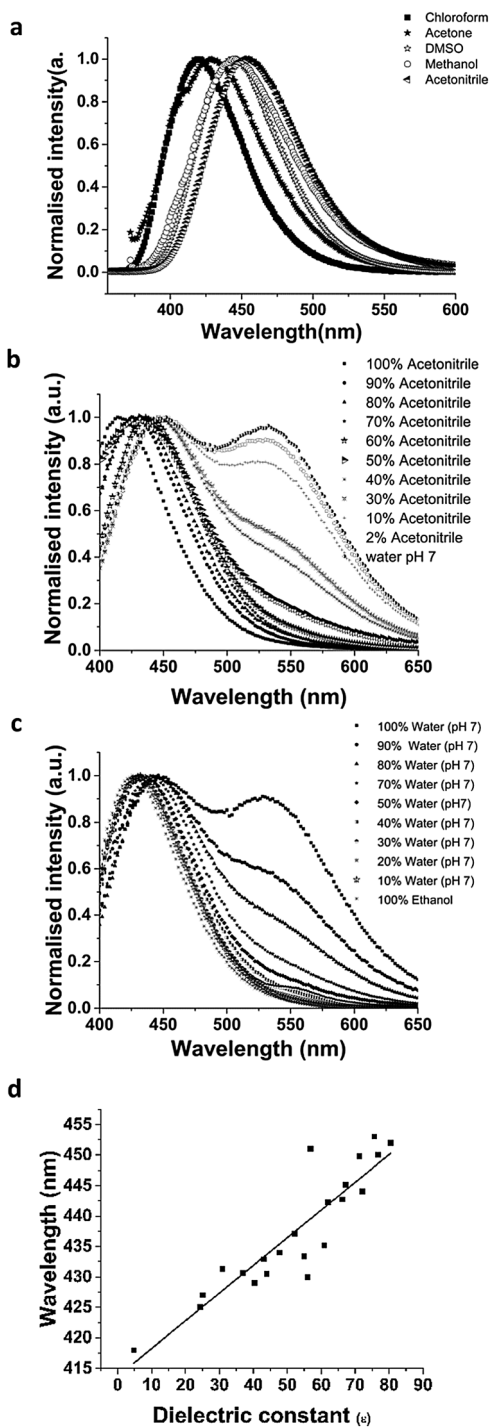 a
Chloroform
Acetone
DMSO
Methanol
Acetonitrile
Normalised intensity(a.
1.0
0.8
0.6
0.4
0.2
0.0
400
450
500
550
600
Wavelength(nm)
b
100% Acetonitrile
90% Acetonitrile
80% Acetonitrile
70% Acetonitrile
60% Acetonitrile
50% Acetonitrile
40% Acetonitrile
30% Acetonitrile
10% Acetonitrile
2% Acetonitrile
water pH 7
Normalised intensity (a.u.)
1.0
0.8
0.6
0.4
0.2
0.0
400
450
500
550
600
650
Wavelength (nm)
c
100% Water (pH 7)
90% Water (pH 7)
80% Water (pH 7)
70% Water (pH 7)
50% Water (pH7)
40% Water (pH 7)
30% Water (pH 7)
20% Water (pH 7)
10% Water (pH 7)
100% Ethanol
Normalised intensity (a.u.)
1.0
0.8
0.6
0.4
0.2
0.0
400
450
500
550
600
650
Wavelength (nm)
d
Wavelength (nm)
455
450
445
440
435
430
425
420
415
0
10
20
30
40
50
60
70
80
90
Dielectric constant (ε)